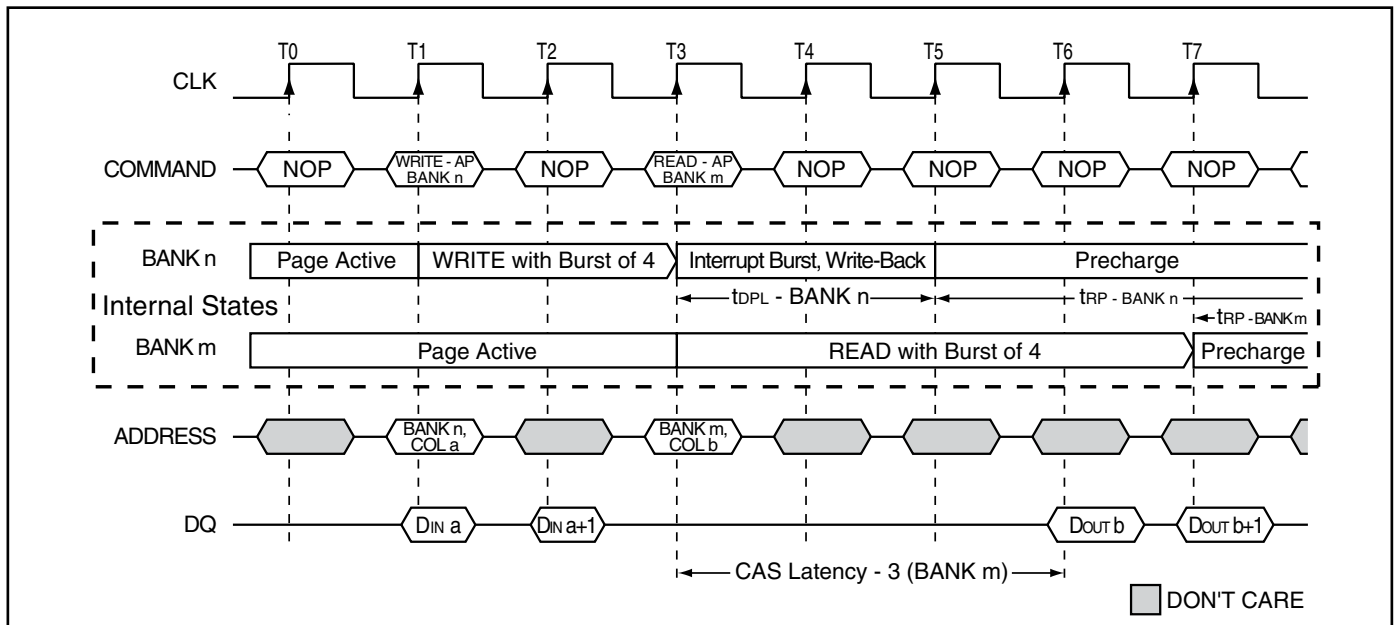 T0 T1 T2 T3 T4 T5 T6 T7
CLK
COMMAND NOP WRITE - AP BANK n NOP READ - AP BANK m NOP NOP NOP NOP
BANK n Page Active WRITE with Burst of 4 Interrupt Burst, Write-Back Precharge
tDPL - BANK n tRP - BANK n
Internal States
tRP - BANK m
BANK m Page Active READ with Burst of 4 Precharge
ADDRESS BANK n, COL a BANK m, COL b
DQ DIN a DIN a+1 DOUT b DOUT b+1
CAS Latency - 3 (BANK m)
DON'T CARE